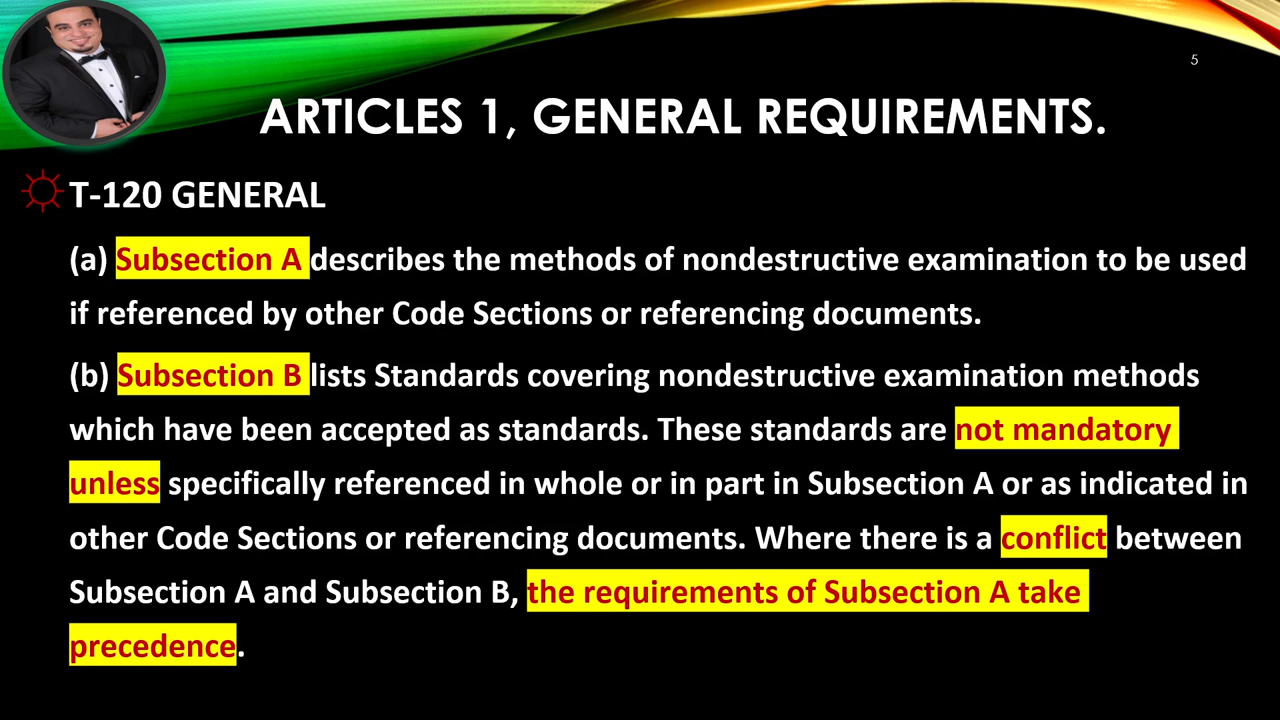 5
ARTICLES 1, GENERAL REQUIREMENTS.
T-120 GENERAL
(a) Subsection A describes the methods of nondestructive examination to be used
if referenced by other Code Sections or referencing documents.
(b) Subsection B lists Standards covering nondestructive examination methods
which have been accepted as standards. These standards are not mandatory
unless specifically referenced in whole or in part in Subsection A or as indicated in
other Code Sections or referencing documents. Where there is a conflict between
Subsection A and Subsection B, the requirements of Subsection A take
precedence.